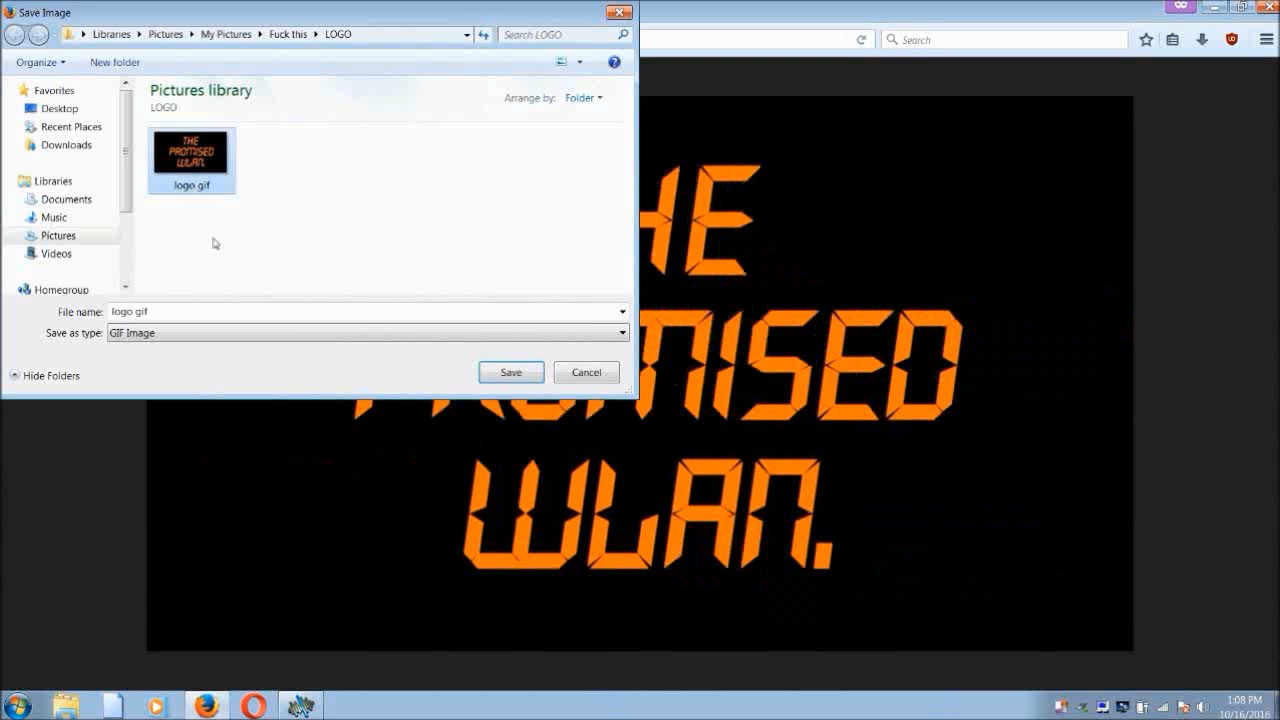 Save Image
Libraries Pictures My Pictures Fuck this LOGO
Search LOGO
Search
Organize
New folder
Favorites
Desktop
Recent Places
Downloads
Libraries
Documents
Music
Pictures
Videos
Homegroup
Pictures library
LOGO
Arrange by: Folder
THE
PROMISED
WLAN.
logo gif
File name: logo gif
Save as type: GIF Image
Hide Folders
Save
Cancel
HE
PROMISED
WLAN.
1:08 PM
10/16/2016